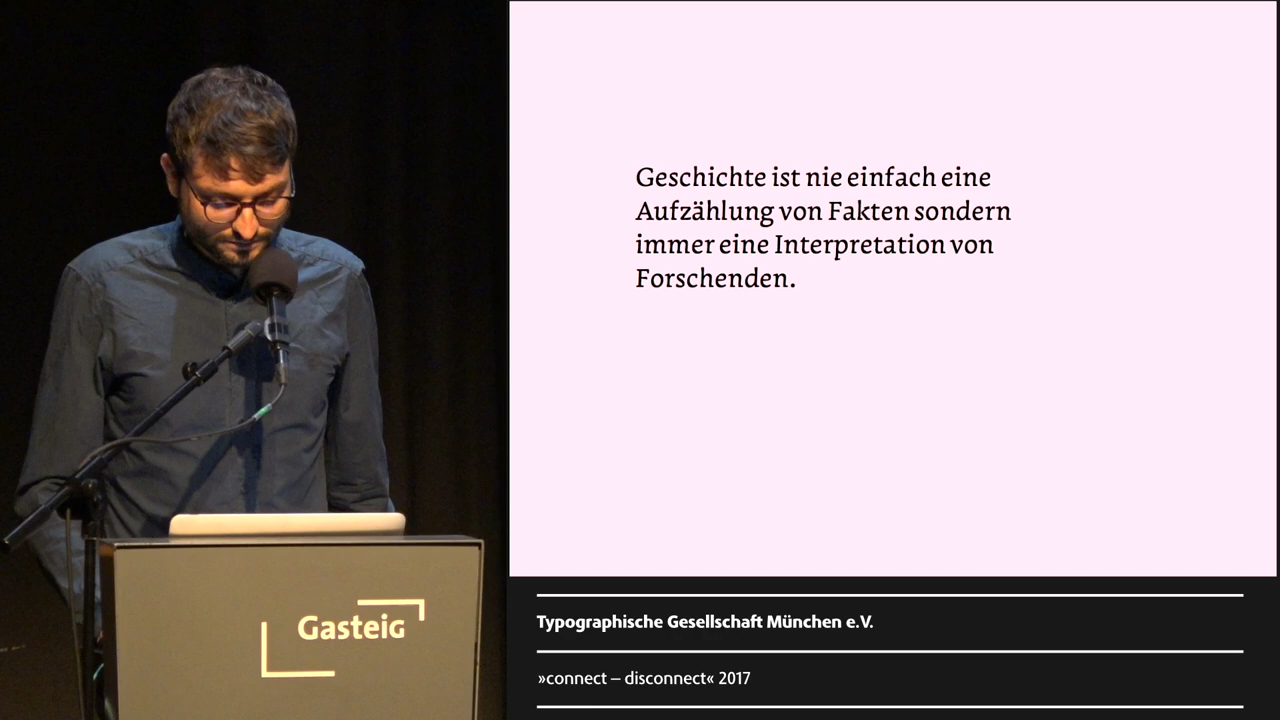 Geschichte ist nie einfach eine
Aufzählung von Fakten sondern
immer eine Interpretation von
Forschenden.
Gasteig
Typographische Gesellschaft München e.V.
»connect – disconnect« 2017